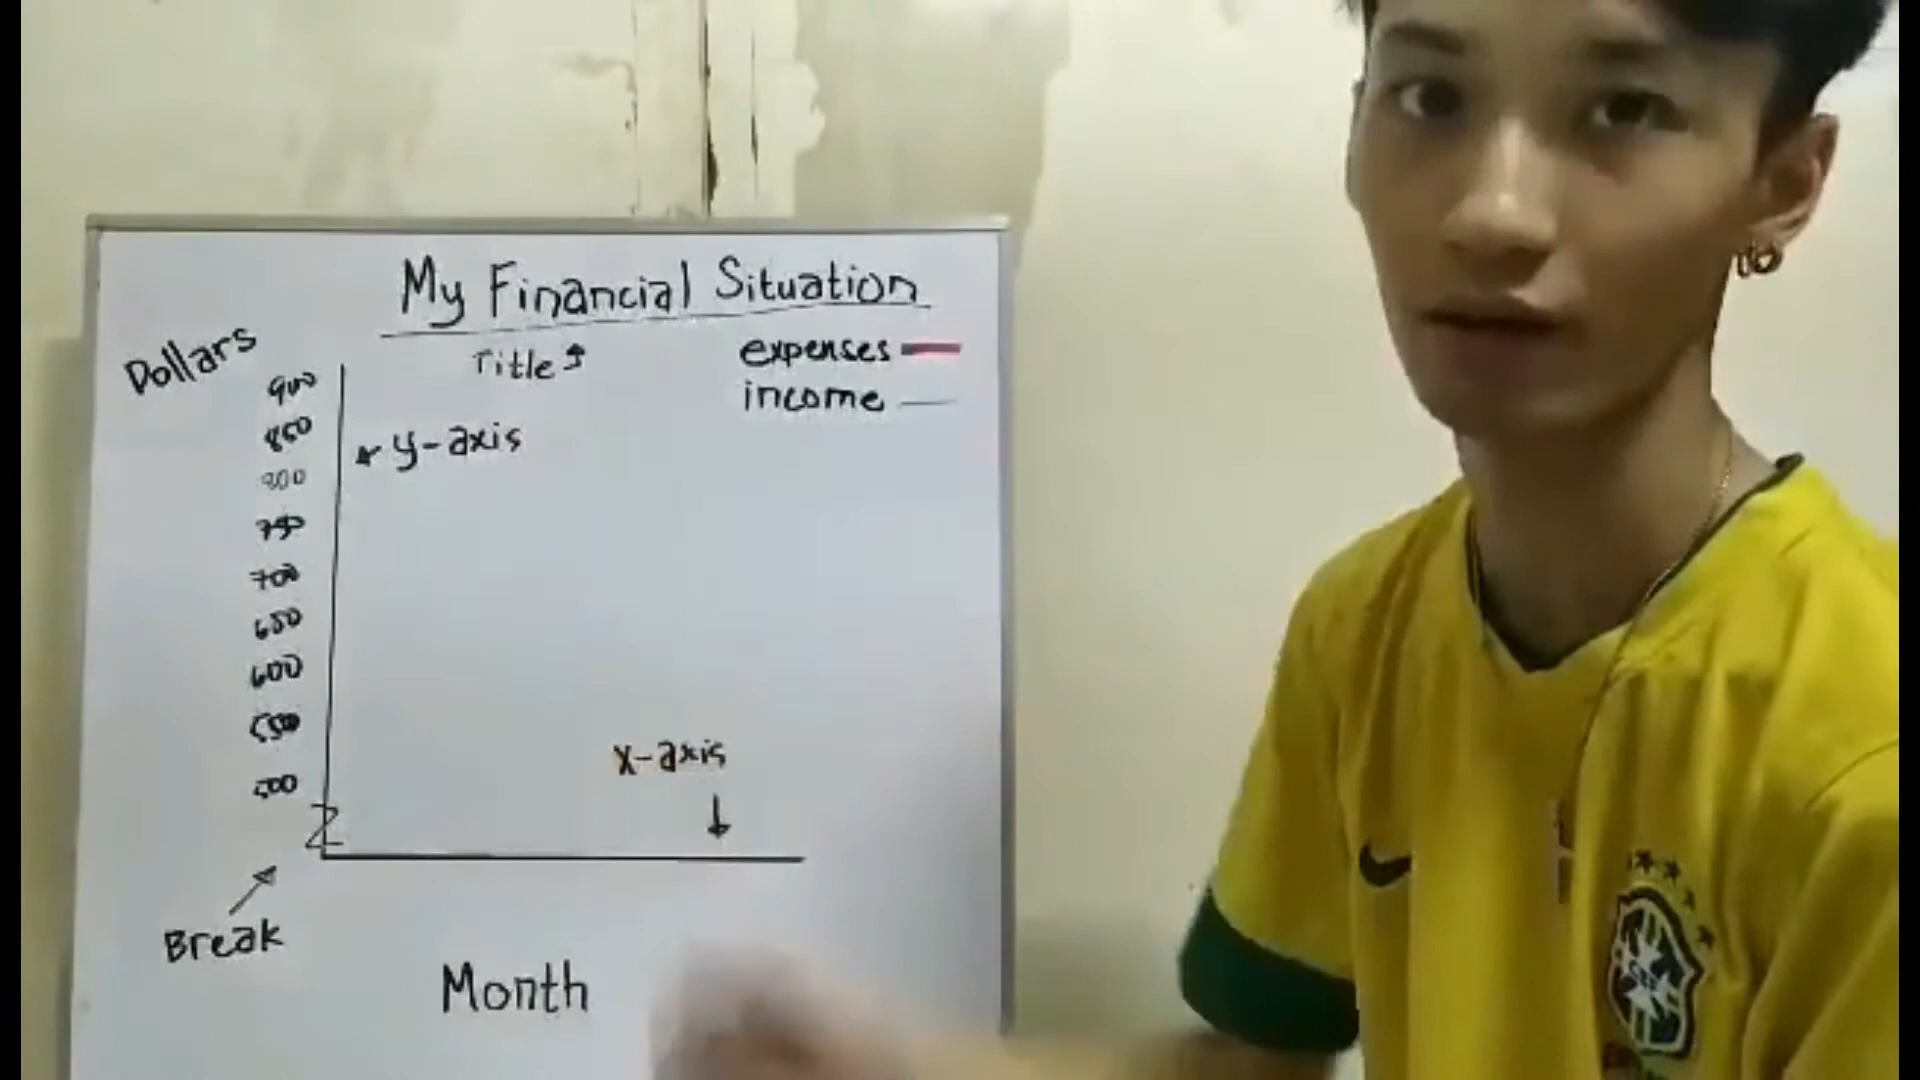 My Financial Situation
Dollars
Title
expenses
income
900
850
y-axis
800
750
700
650
600
550
500
x-axis
Break
Month